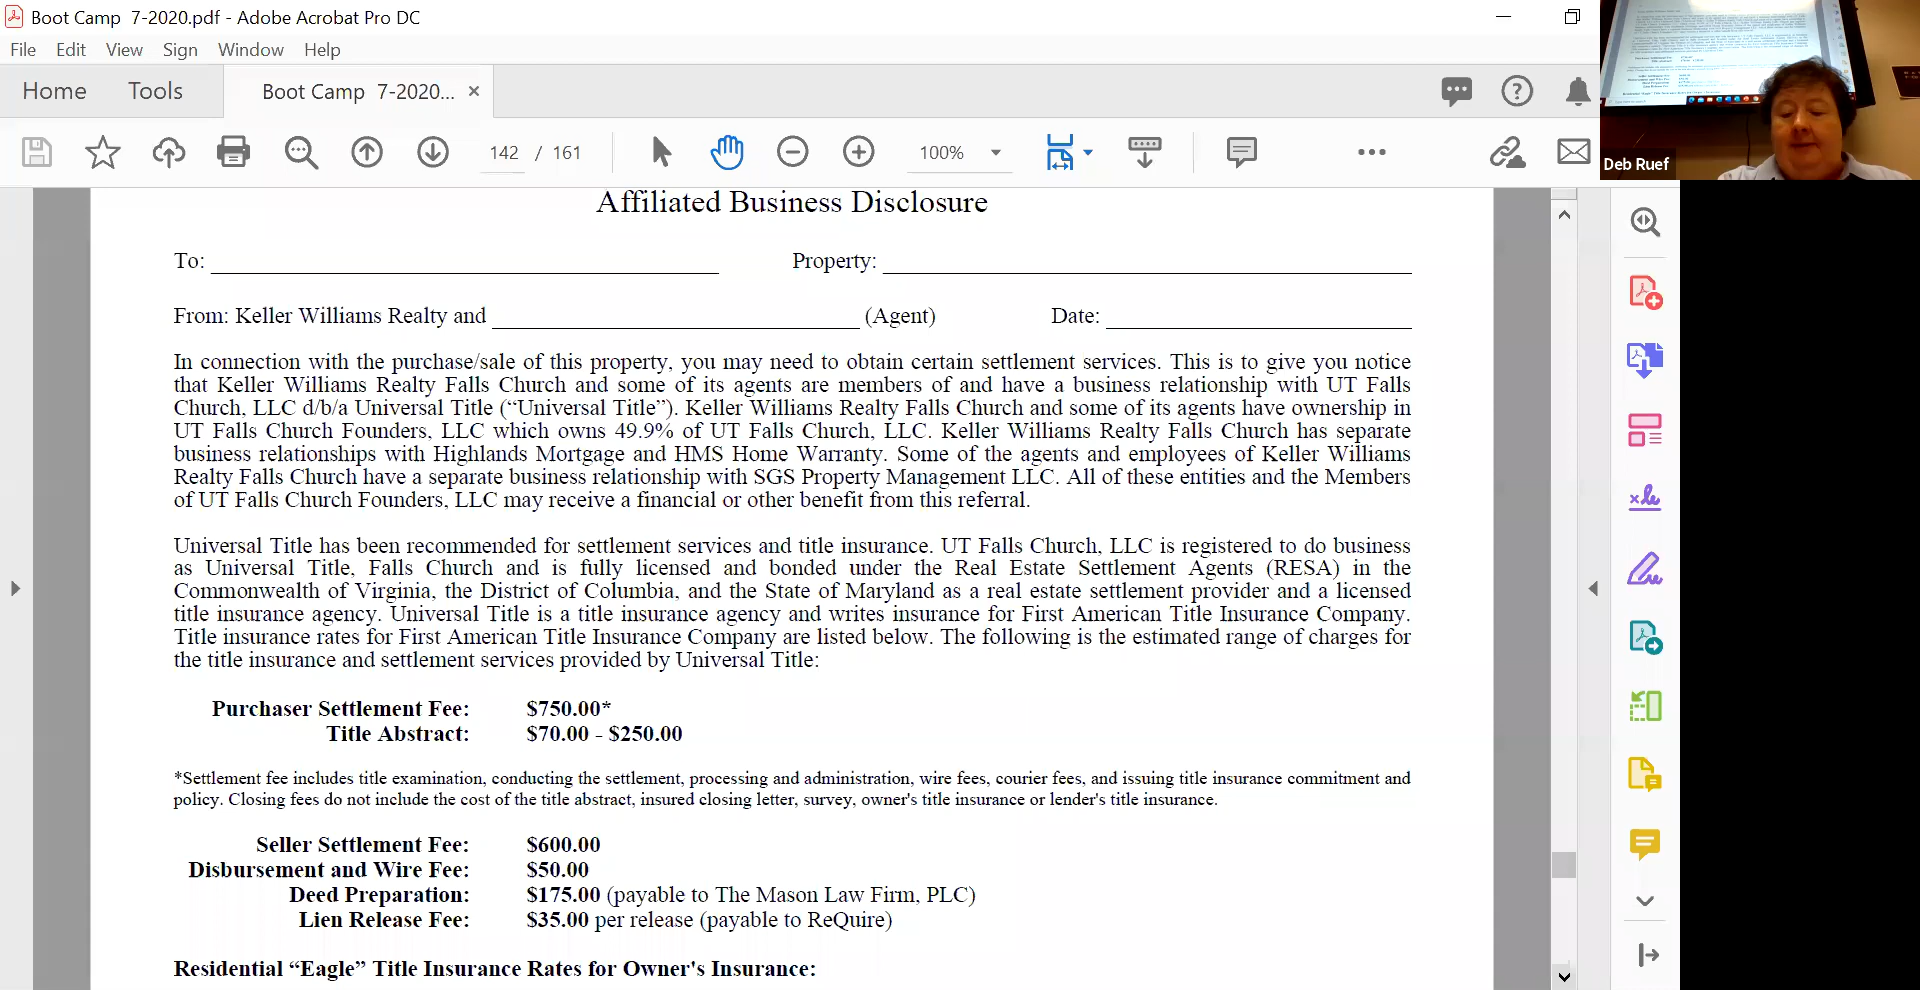 Boot Camp  7-2020.pdf - Adobe Acrobat Pro DC
File Edit View Sign Window Help
Home Tools Boot Camp  7-2020... ×
142 / 161 100%
Deb Ruef
Affiliated Business Disclosure
To: Property:
From: Keller Williams Realty and (Agent) Date:
In connection with the purchase/sale of this property, you may need to obtain certain settlement services. This is to give you notice
that Keller Williams Realty Falls Church and some of its agents are members of and have a business relationship with UT Falls
Church, LLC d/b/a Universal Title (“Universal Title”). Keller Williams Realty Falls Church and some of its agents have ownership in
UT Falls Church Founders, LLC which owns 49.9% of UT Falls Church, LLC. Keller Williams Realty Falls Church has separate
business relationships with Highlands Mortgage and HMS Home Warranty. Some of the agents and employees of Keller Williams
Realty Falls Church have a separate business relationship with SGS Property Management LLC. All of these entities and the Members
of UT Falls Church Founders, LLC may receive a financial or other benefit from this referral.
Universal Title has been recommended for settlement services and title insurance. UT Falls Church, LLC is registered to do business
as Universal Title, Falls Church and is fully licensed and bonded under the Real Estate Settlement Agents (RESA) in the
Commonwealth of Virginia, the District of Columbia, and the State of Maryland as a real estate settlement provider and a licensed
title insurance agency. Universal Title is a title insurance agency and writes insurance for First American Title Insurance Company.
Title insurance rates for First American Title Insurance Company are listed below. The following is the estimated range of charges for
the title insurance and settlement services provided by Universal Title:
Purchaser Settlement Fee: $750.00*
Title Abstract: $70.00 - $250.00
*Settlement fee includes title examination, conducting the settlement, processing and administration, wire fees, courier fees, and issuing title insurance commitment and
policy. Closing fees do not include the cost of the title abstract, insured closing letter, survey, owner's title insurance or lender's title insurance.
Seller Settlement Fee: $600.00
Disbursement and Wire Fee: $50.00
Deed Preparation: $175.00 (payable to The Mason Law Firm, PLC)
Lien Release Fee: $35.00 per release (payable to ReQuire)
Residential “Eagle” Title Insurance Rates for Owner's Insurance: